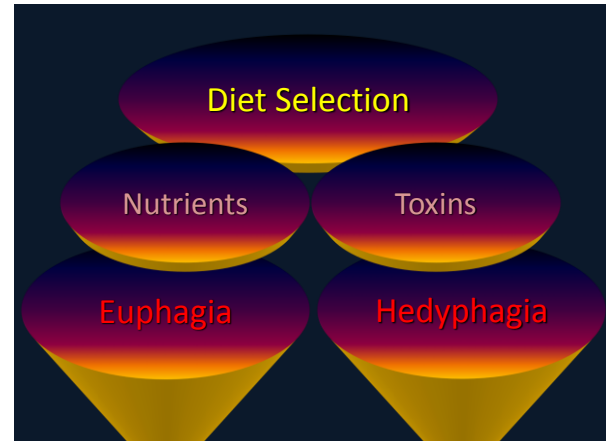 Diet Selection
Nutrients
Toxins
Euphagia
Hedyphagia